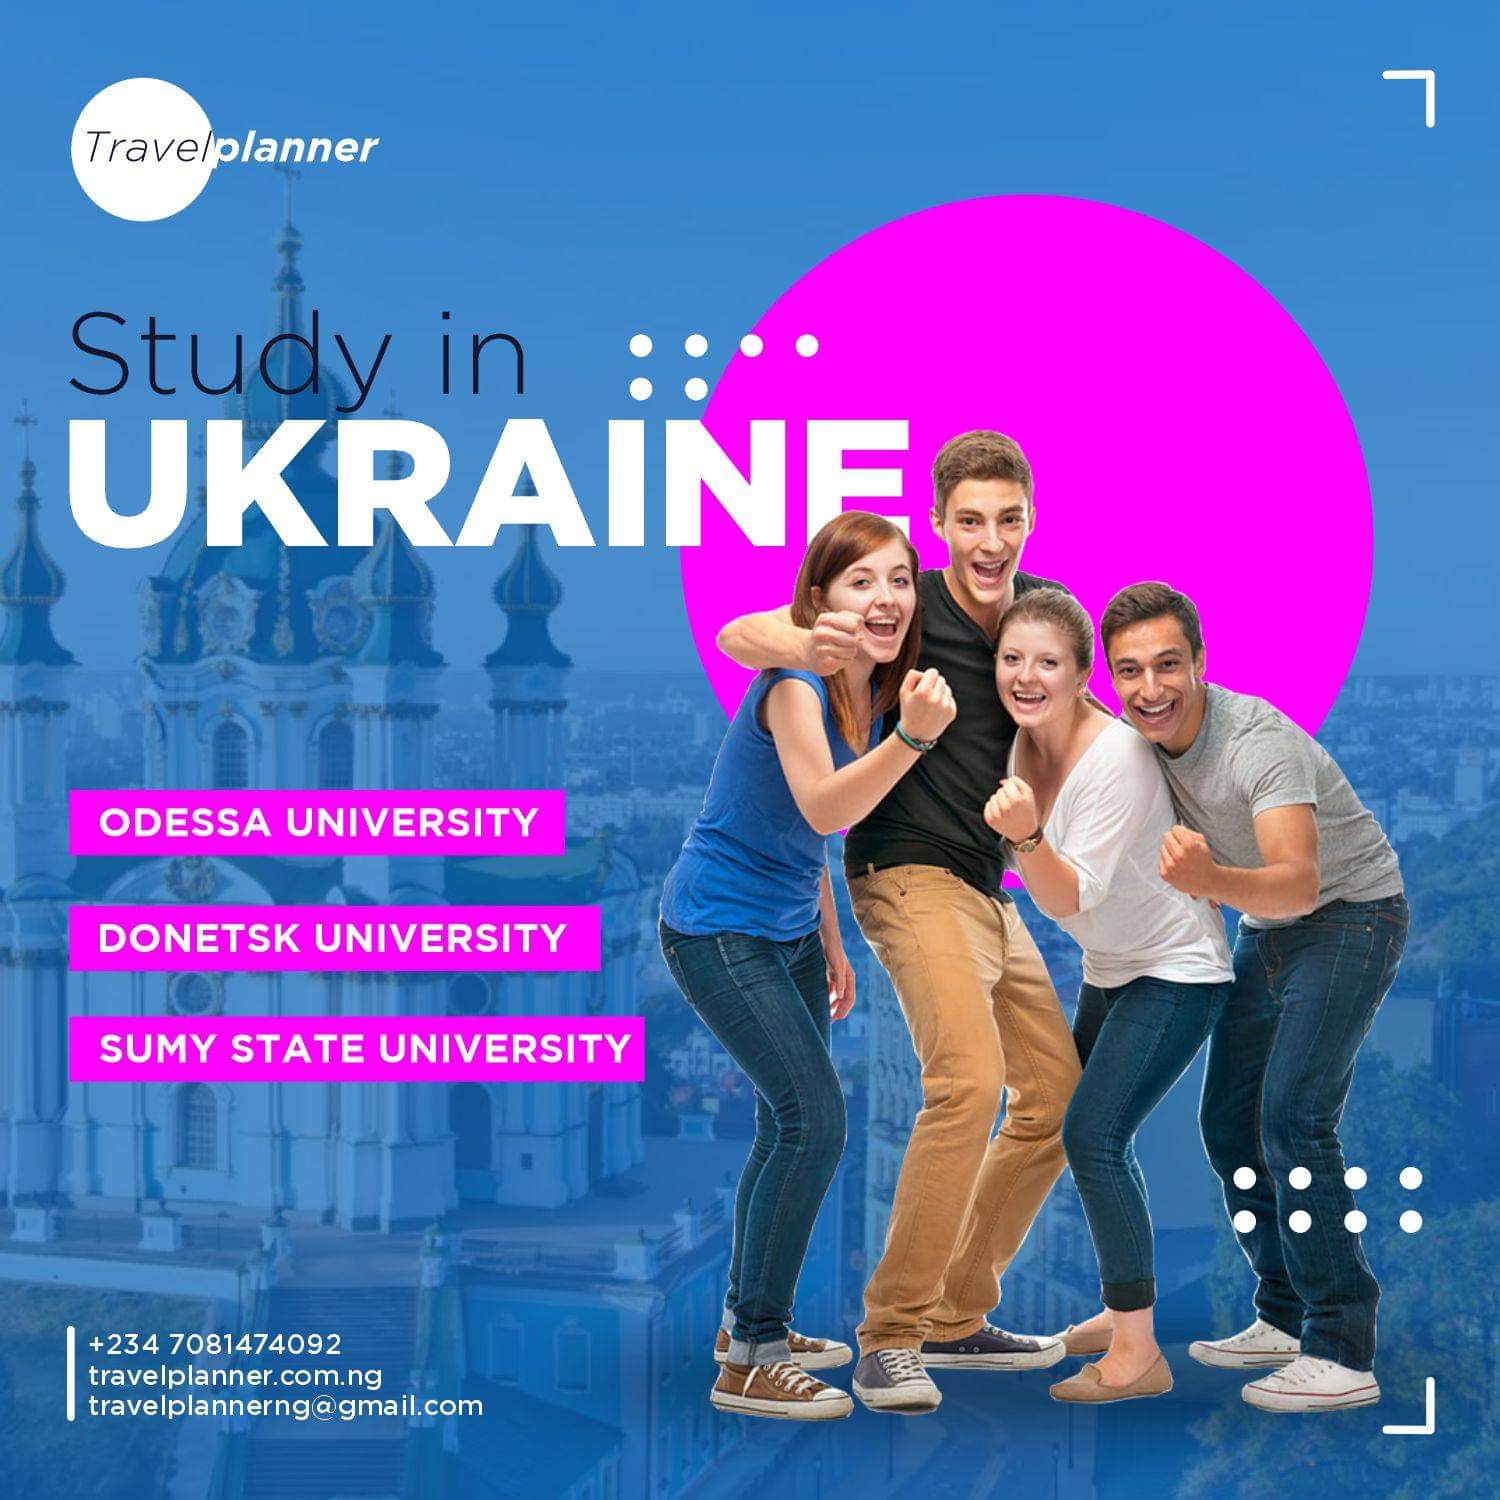 Travelplanner
Study in
UKRAINE
ODESSA UNIVERSITY
DONETSK UNIVERSITY
SUMY STATE UNIVERSITY
+234 7081474092
travelplanner.com.ng
travelplannerng@gmail.com